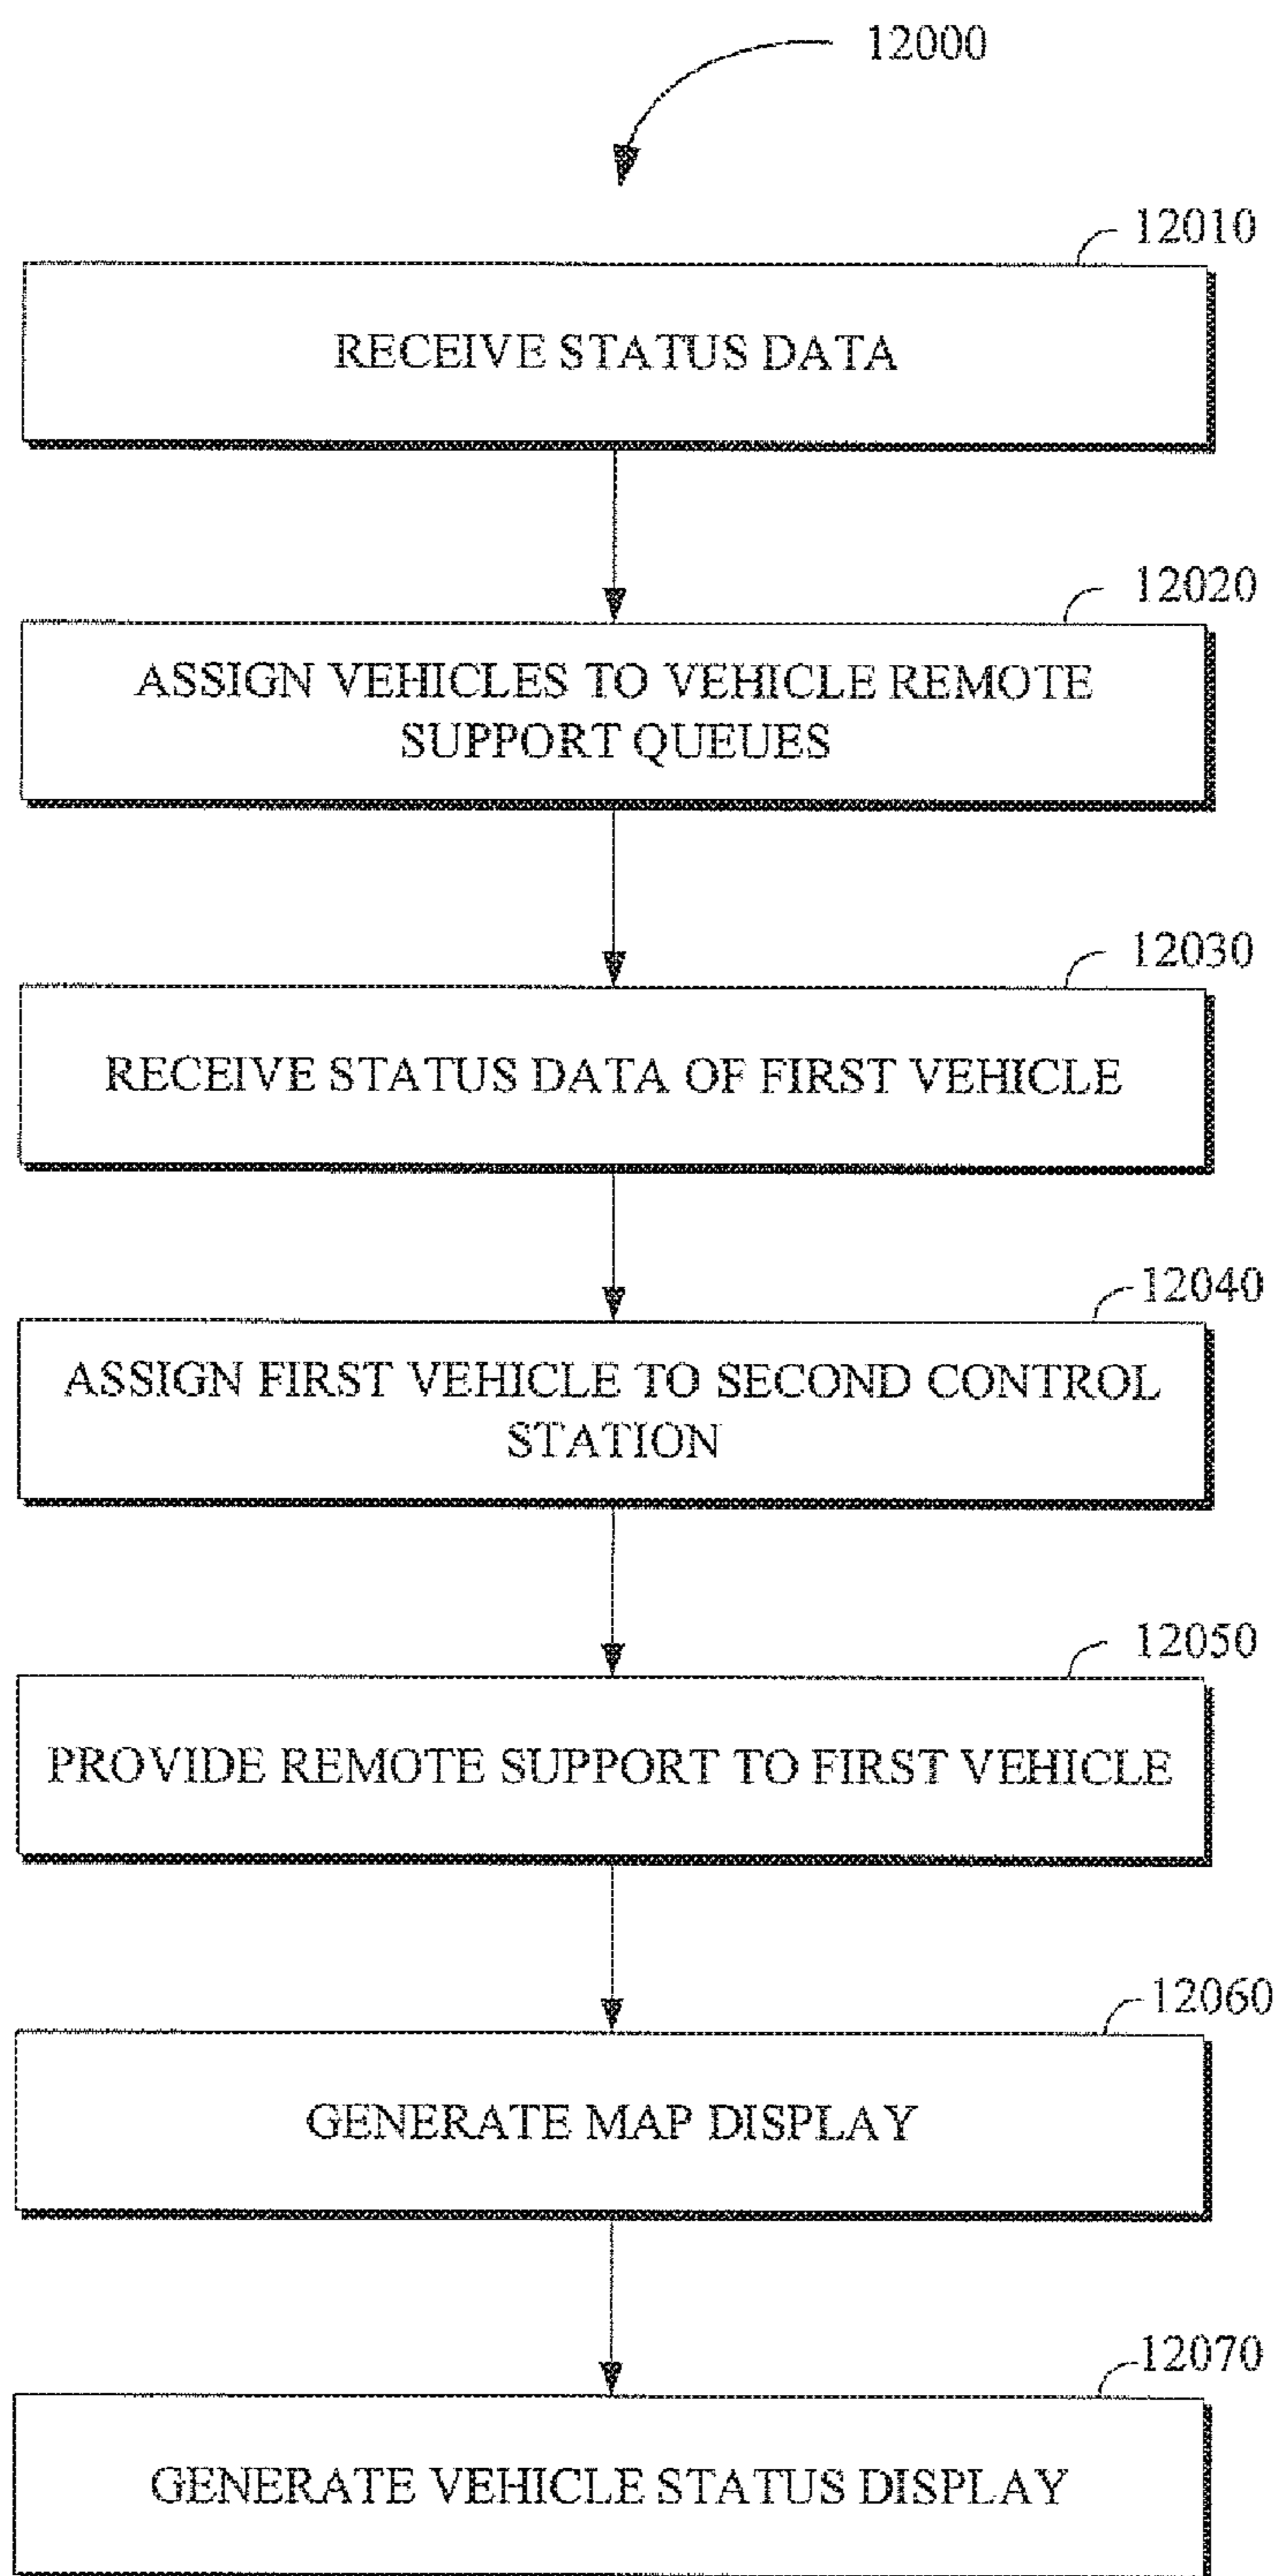 12000
12010
RECEIVE STATUS DATA
12020
ASSIGN VEHICLES TO VEHICLE REMOTE
SUPPORT QUEUES
12030
RECEIVE STATUS DATA OF FIRST VEHICLE
12040
ASSIGN FIRST VEHICLE TO SECOND CONTROL
STATION
12050
PROVIDE REMOTE SUPPORT TO FIRST VEHICLE
12060
GENERATE MAP DISPLAY
12070
GENERATE VEHICLE STATUS DISPLAY